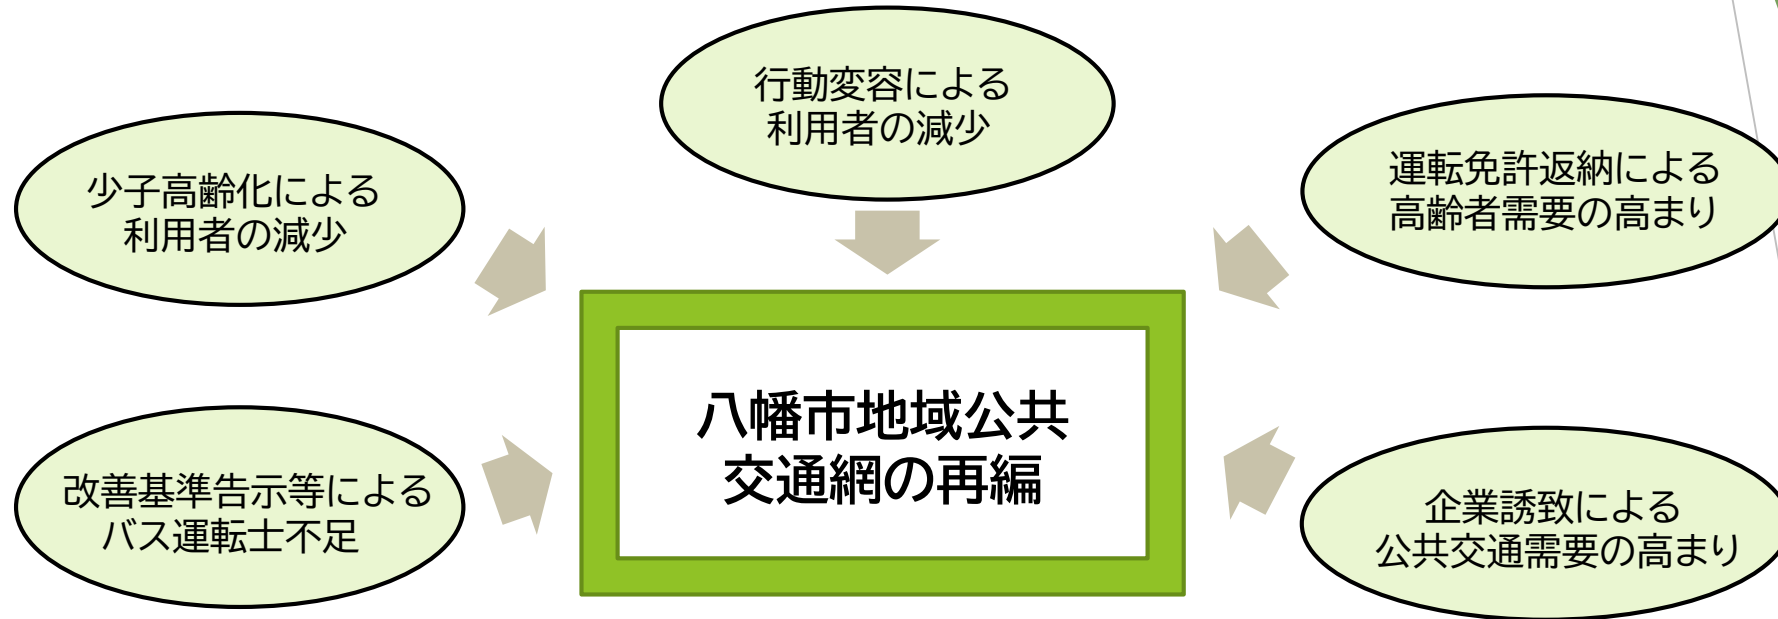 行動変容による
利用者の減少
少子高齢化による
利用者の減少
運転免許返納による
高齢者需要の高まり
八幡市地域公共
交通網の再編
改善基準告示等による
バス運転士不足
企業誘致による
公共交通需要の高まり